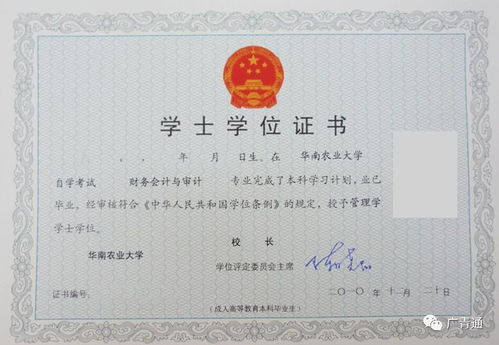 学士学位证书
， ， 年 月 日生。在 华南农业大学
自学考试 财务会计与审计 专业完成了本科学习计划，业已
毕业，经审核符合《中华人民共和国学位条例》的规定，授予管理学
学士学位。
校 长
华南农业大学
学位评定委员会主席
证书编号：
二〇一〇年十二月二十日
（成人高等教育本科毕业生）
广青通